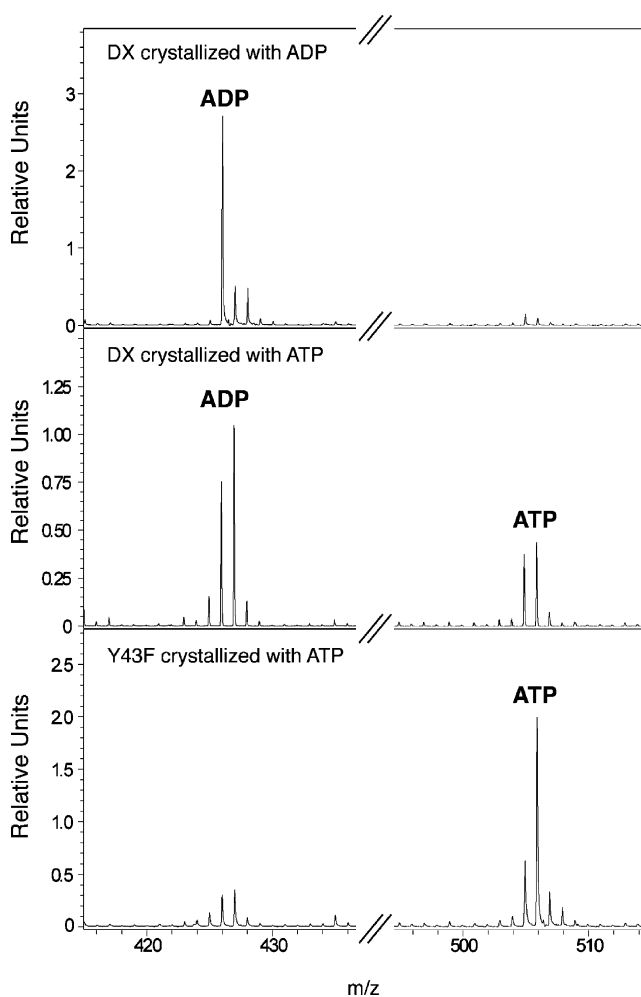 DX crystallized with ADP
ADP
Relative Units
3
2
1
0
DX crystallized with ATP
ADP
ATP
Relative Units
1.25
1.00
0.75
0.50
0.25
0
Y43F crystallized with ATP
ATP
Relative Units
2.5
2.0
1.5
1.0
0.5
0
420
430
500
510
m/z